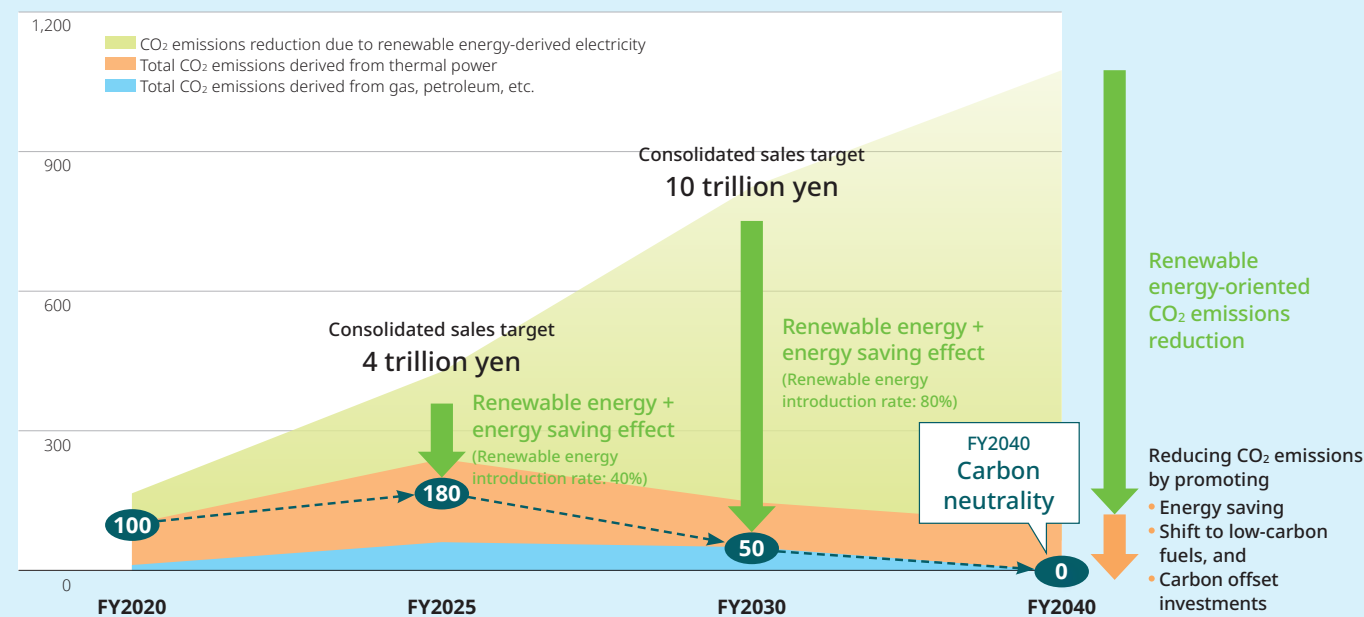 1,200
CO₂ emissions reduction due to renewable energy-derived electricity
Total CO₂ emissions derived from thermal power
Total CO₂ emissions derived from gas, petroleum, etc.
900
Consolidated sales target
10 trillion yen
600
Consolidated sales target
4 trillion yen
Renewable energy +
energy saving effect
(Renewable energy
introduction rate: 40%)
Renewable energy +
energy saving effect
(Renewable energy
introduction rate: 80%)
Renewable
energy-oriented
CO₂ emissions
reduction
300
FY2040
Carbon
neutrality
Reducing CO₂ emissions
by promoting
• Energy saving
• Shift to low-carbon
fuels, and
• Carbon offset
investments
100
180
50
0
0
FY2020
FY2025
FY2030
FY2040